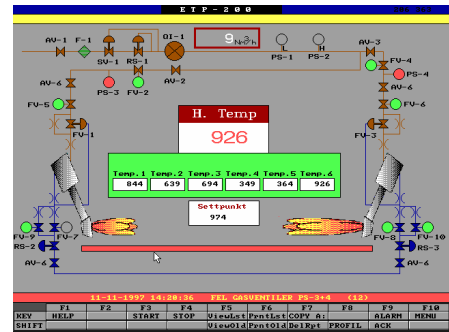 ETP-200
AV-1 F-1 QI-1 9 Nm3/h AV-3
SV-1 RS-1 PS-1 PS-2 FV-4
PS-4
AV-6 PS-3 FV-2 AV-2 AV-6
FV-5 FV-6
H. Temp
926
FV-1 FV-3
Temp.1 Temp.2 Temp.3 Temp.4 Temp.5 Temp.6
844 639 694 349 364 926
Settpunkt
974
FV-9 FV-7 FV-8 FV-10
RS-2 RS-3
AV-6 AV-6
11-11-1997 14:20:36 FEL GASVENTILER PS-3+4 (12)
F1 F2 F3 F4 F5 F6 F7 F8 F9 F10
KEY HELP START STOP ViewLst PrntLst COPY A: ALARM MENU
SHIFT ViewOld PrntOld DelRpt PROFIL ACK